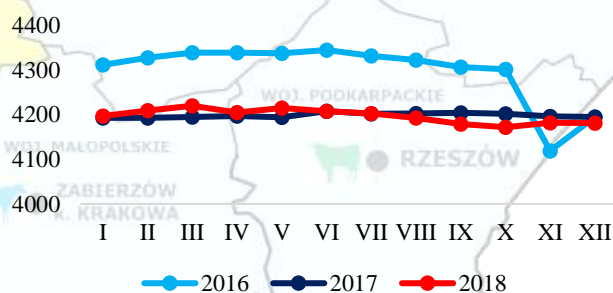 4400
4300
WOJ. PODKARPACKIE
4200
WOJ. MAŁOPOLSKIE
4100
RZESZÓW
ZABIERZÓW
K. KRAKOWA
4000
I II III IV V VI VII VIII IX X XI XII
2016 2017 2018